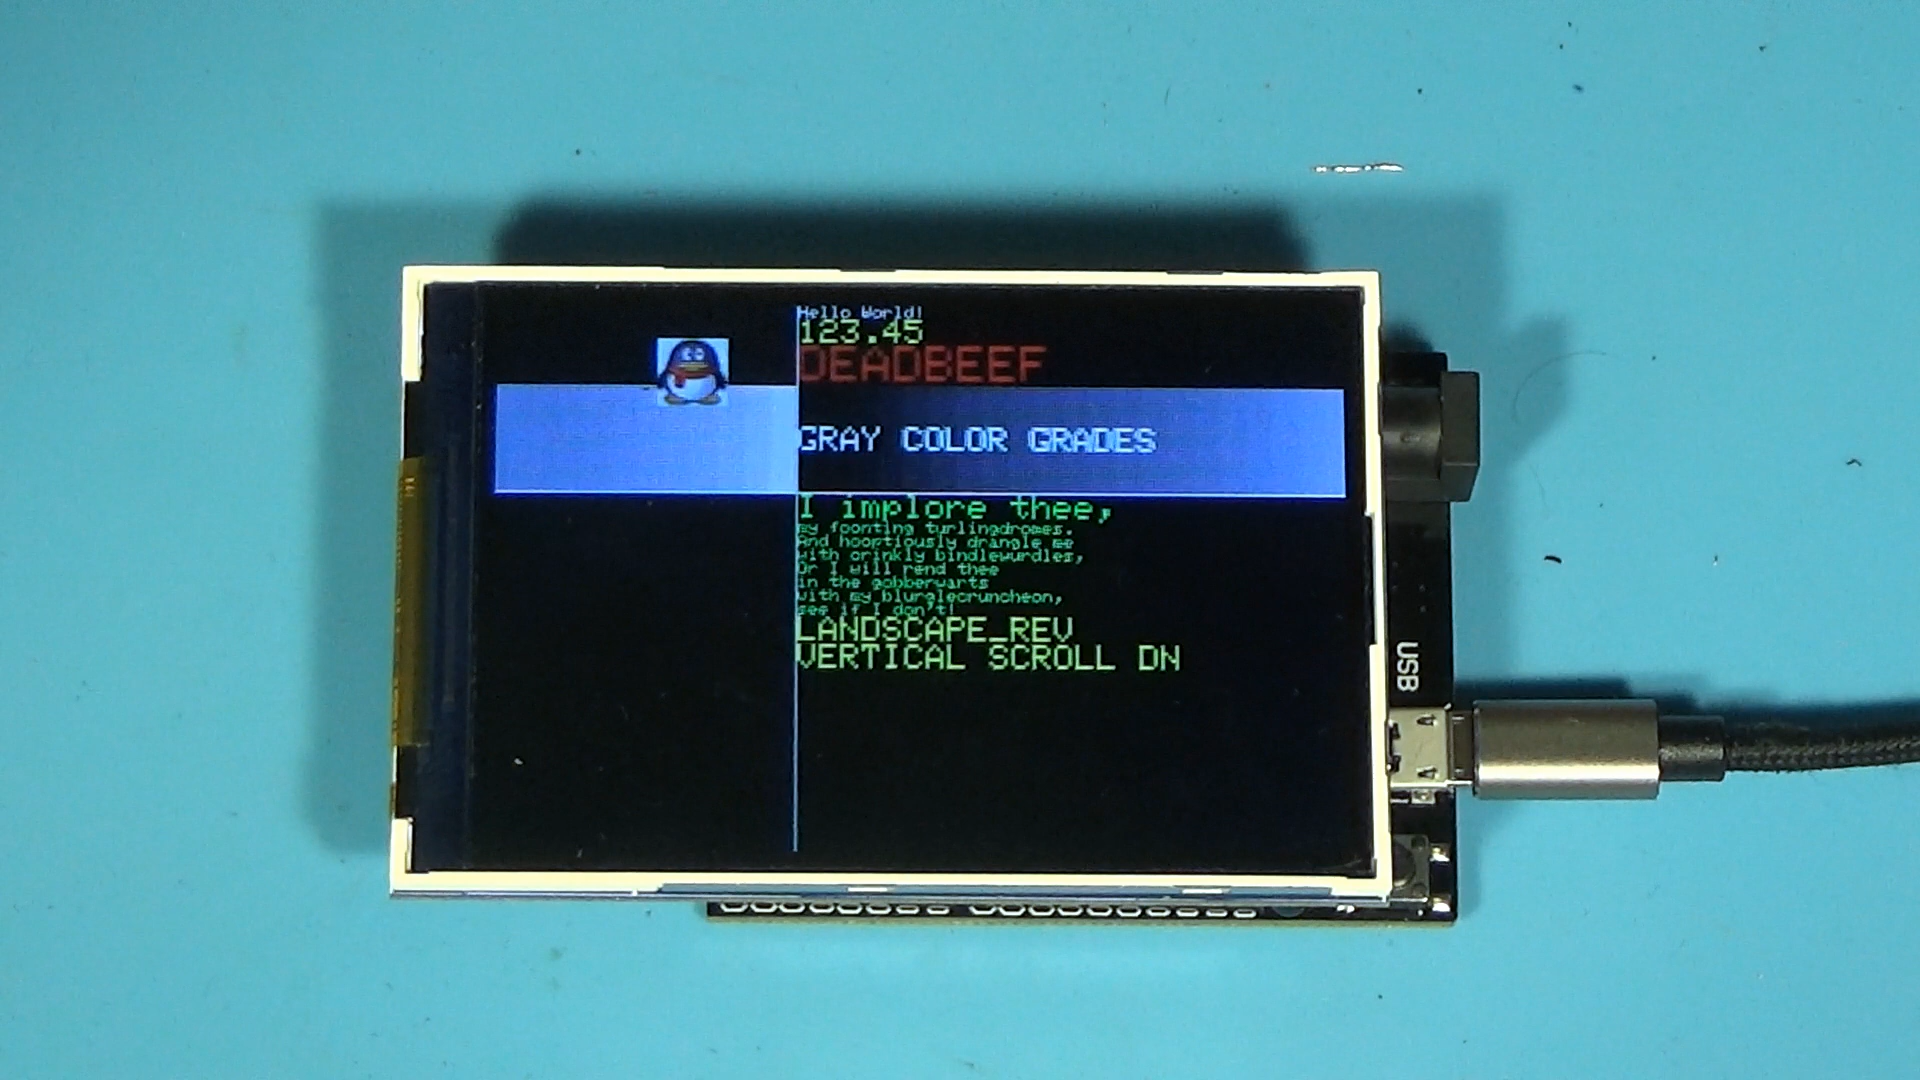 Hello World!
123.45
DEADBEEF
GRAY COLOR GRADES
I implore thee,
my foonting turlingdromes.
And hooptiously drangle me
with crinkly bindlewurdles,
Or I will rend thee
in the gobberwarts
with my blurglecruncheon,
see if I don't!
LANDSCAPE_REV
VERTICAL SCROLL DN
USB